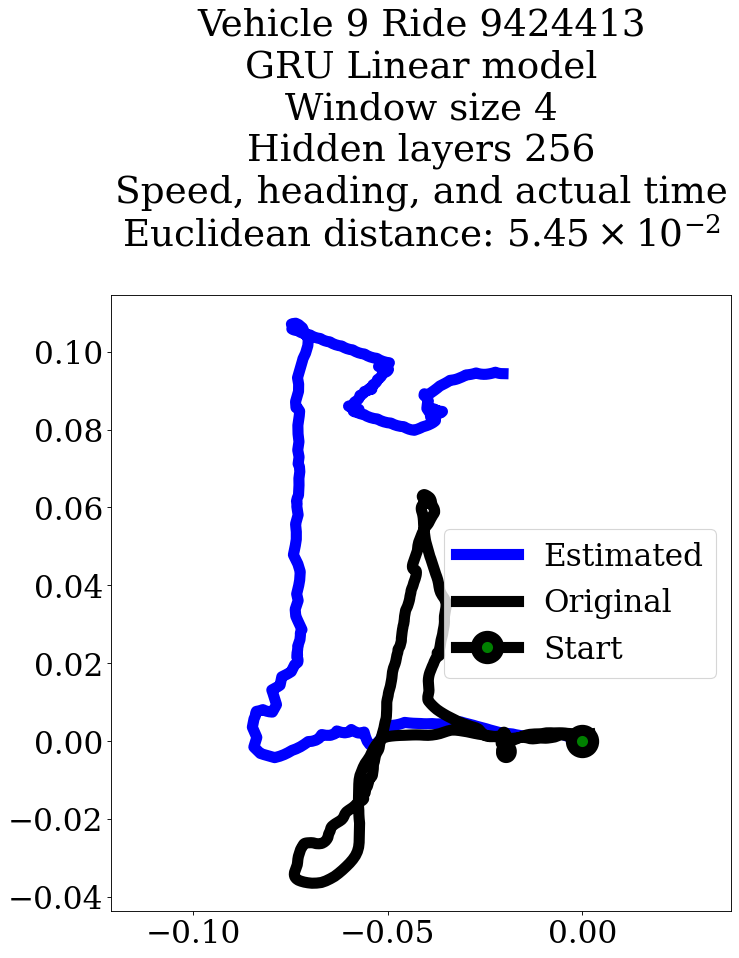 Vehicle 9 Ride 9424413
GRU Linear model
Window size 4
Hidden layers 256
Speed, heading, and actual time
Euclidean distance: 5.45 × 10⁻²
0.10
0.08
0.06
0.04
0.02
0.00
−0.02
−0.04
Estimated
Original
Start
−0.10
−0.05
0.00